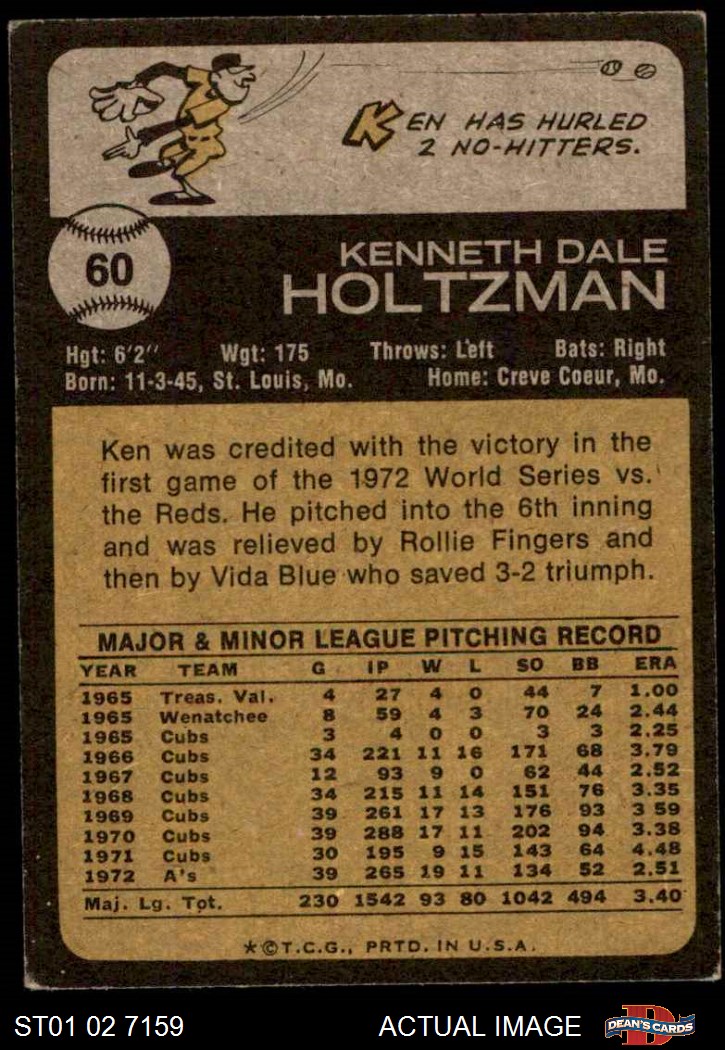 KEN HAS HURLED
2 NO-HITTERS.
60
KENNETH DALE
HOLTZMAN
Hgt: 6'2" Wgt: 175 Throws: Left Bats: Right
Born: 11-3-45, St. Louis, Mo. Home: Creve Coeur, Mo.
Ken was credited with the victory in the
first game of the 1972 World Series vs.
the Reds. He pitched into the 6th inning
and was relieved by Rollie Fingers and
then by Vida Blue who saved 3-2 triumph.
MAJOR & MINOR LEAGUE PITCHING RECORD
YEAR TEAM G IP W L SO BB ERA
1965 Treas. Val. 4 27 4 0 44 7 1.00
1965 Wenatchee 8 59 4 3 70 24 2.44
1965 Cubs 3 4 0 0 3 3 2.25
1966 Cubs 34 221 11 16 171 68 3.79
1967 Cubs 12 93 9 0 62 44 2.52
1968 Cubs 34 215 11 14 151 76 3.35
1969 Cubs 39 261 17 13 176 93 3 59
1970 Cubs 39 288 17 11 202 94 3.38
1971 Cubs 30 195 9 15 143 64 4.48
1972 A's 39 265 19 11 134 52 2.51
Maj. Lg. Tot. 230 1542 93 80 1042 494 3.40
*©T.C.G., PRTD. IN U.S.A.
ST01 02 7159 ACTUAL IMAGE
D
DEAN'S CARDS